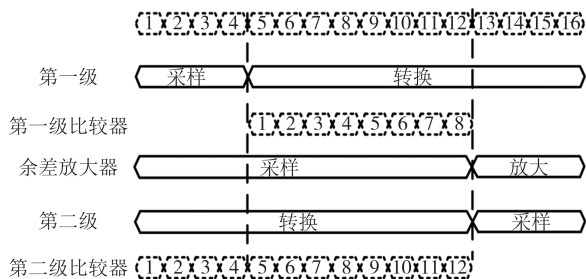 1 2 3 4 5 6 7 8 9 10 11 12 13 14 15 16
第一级 采样 转换
第一级比较器 1 2 3 4 5 6 7 8
余差放大器 采样 放大
第二级 转换 采样
第二级比较器 1 2 3 4 5 6 7 8 9 10 11 12